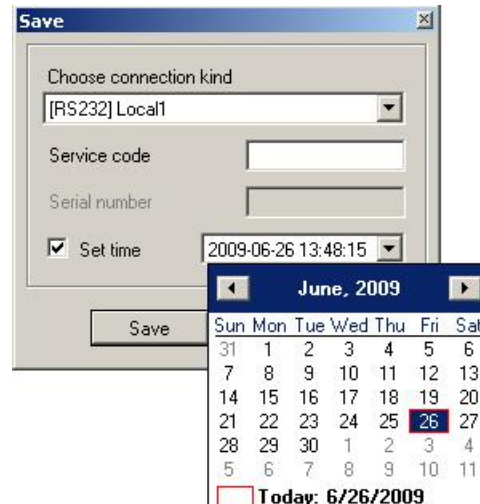 Save
Choose connection kind
[RS232] Local1
Service code
Serial number
Set time 2009-06-26 13:48:15
Save
June, 2009
Sun Mon Tue Wed Thu Fri Sat
31 1 2 3 4 5 6
7 8 9 10 11 12 13
14 15 16 17 18 19 20
21 22 23 24 25 26 27
28 29 30 1 2 3 4
5 6 7 8 9 10 11
Today: 6/26/2009